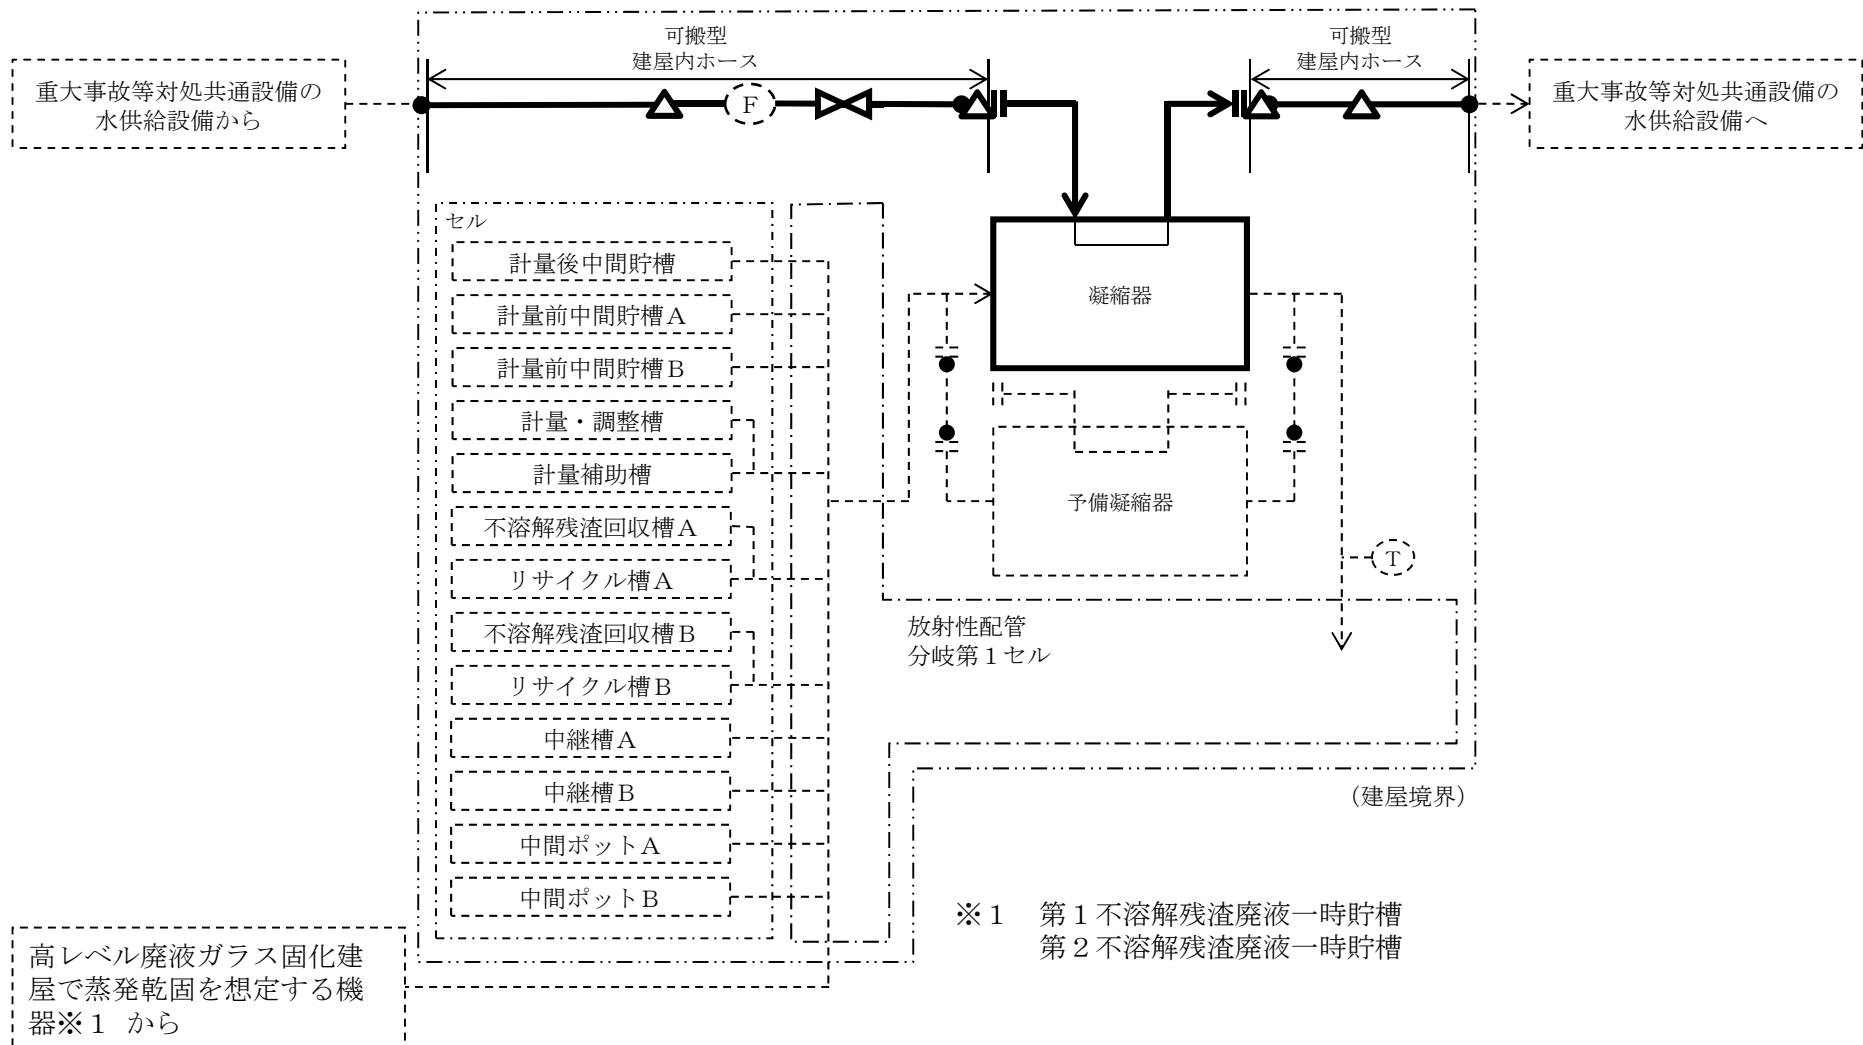 可搬型
建屋内ホース
可搬型
建屋内ホース
重大事故等対処共通設備の
水供給設備から
F
重大事故等対処共通設備の
水供給設備へ
セル
計量後中間貯槽
計量前中間貯槽Ａ
計量前中間貯槽Ｂ
計量・調整槽
計量補助槽
不溶解残渣回収槽Ａ
リサイクル槽Ａ
不溶解残渣回収槽Ｂ
リサイクル槽Ｂ
中継槽Ａ
中継槽Ｂ
中間ポットＡ
中間ポットＢ
凝縮器
予備凝縮器
T
放射性配管
分岐第１セル
（建屋境界）
※１　第１不溶解残渣廃液一時貯槽
第２不溶解残渣廃液一時貯槽
高レベル廃液ガラス固化建
屋で蒸発乾固を想定する機
器※１ から